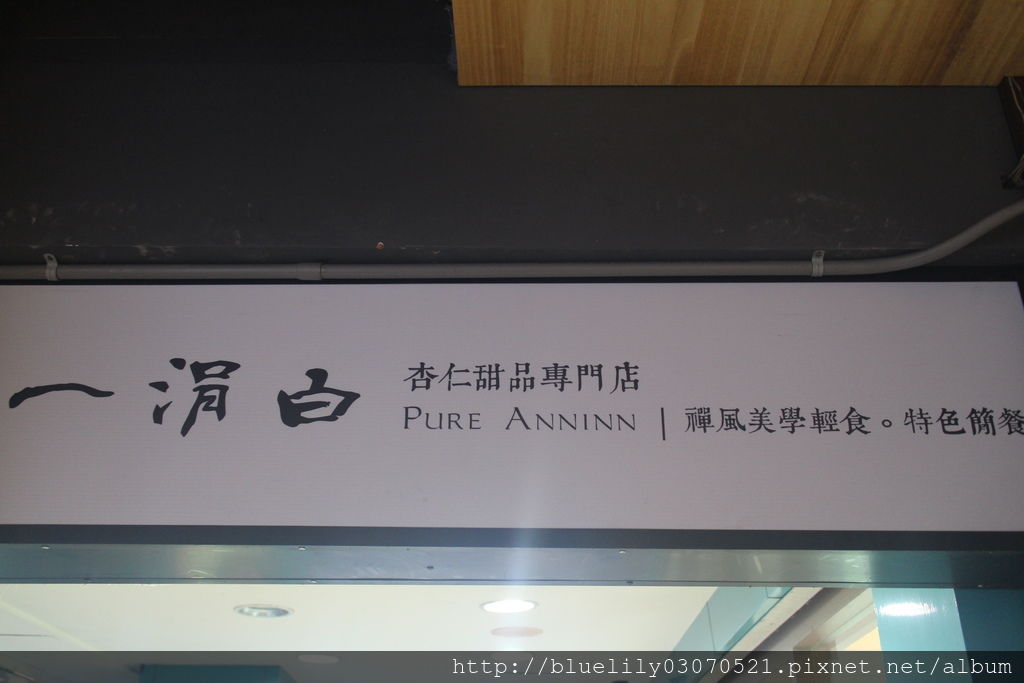 一涓白
杏仁甜品專門店
PURE ANNINN | 禪風美學輕食。特色簡餐
http://bluelily03070521.pixnet.net/album